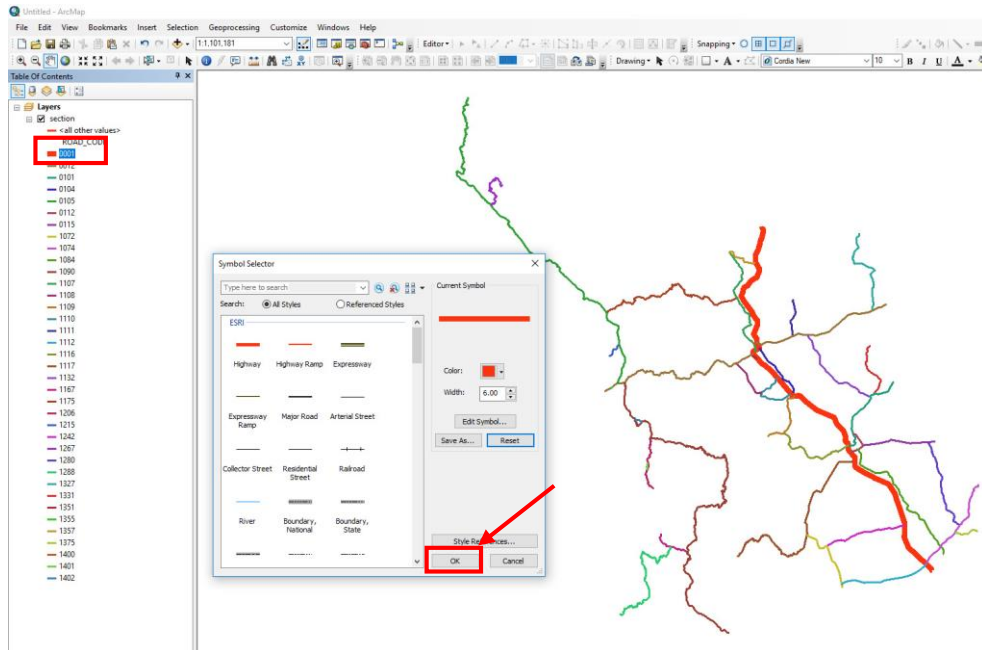 Untitled - ArcMap
File Edit View Bookmarks Insert Selection Geoprocessing Customize Windows Help
1:1,101,181 Editor Snapping
Drawing A Cordia New 10 B I U A
Table Of Contents
Layers
section
<all other values>
ROAD_CODE
0001
0012
0101
0104
0105
0112
0115
1072
1074
1084
1090
1107
1108
1109
1110
1111
1112
1116
1117
1132
1167
1175
1206
1215
1242
1267
1280
1288
1327
1331
1351
1355
1357
1375
1400
1401
1402
Symbol Selector
Type here to search
Search: All Styles Referenced Styles
ESRI
Highway Highway Ramp Expressway
Expressway Ramp Major Road Arterial Street
Collector Street Residential Street Railroad
River Boundary, National Boundary, State
Current Symbol
Color:
Width: 6.00
Edit Symbol...
Save As... Reset
OK Cancel